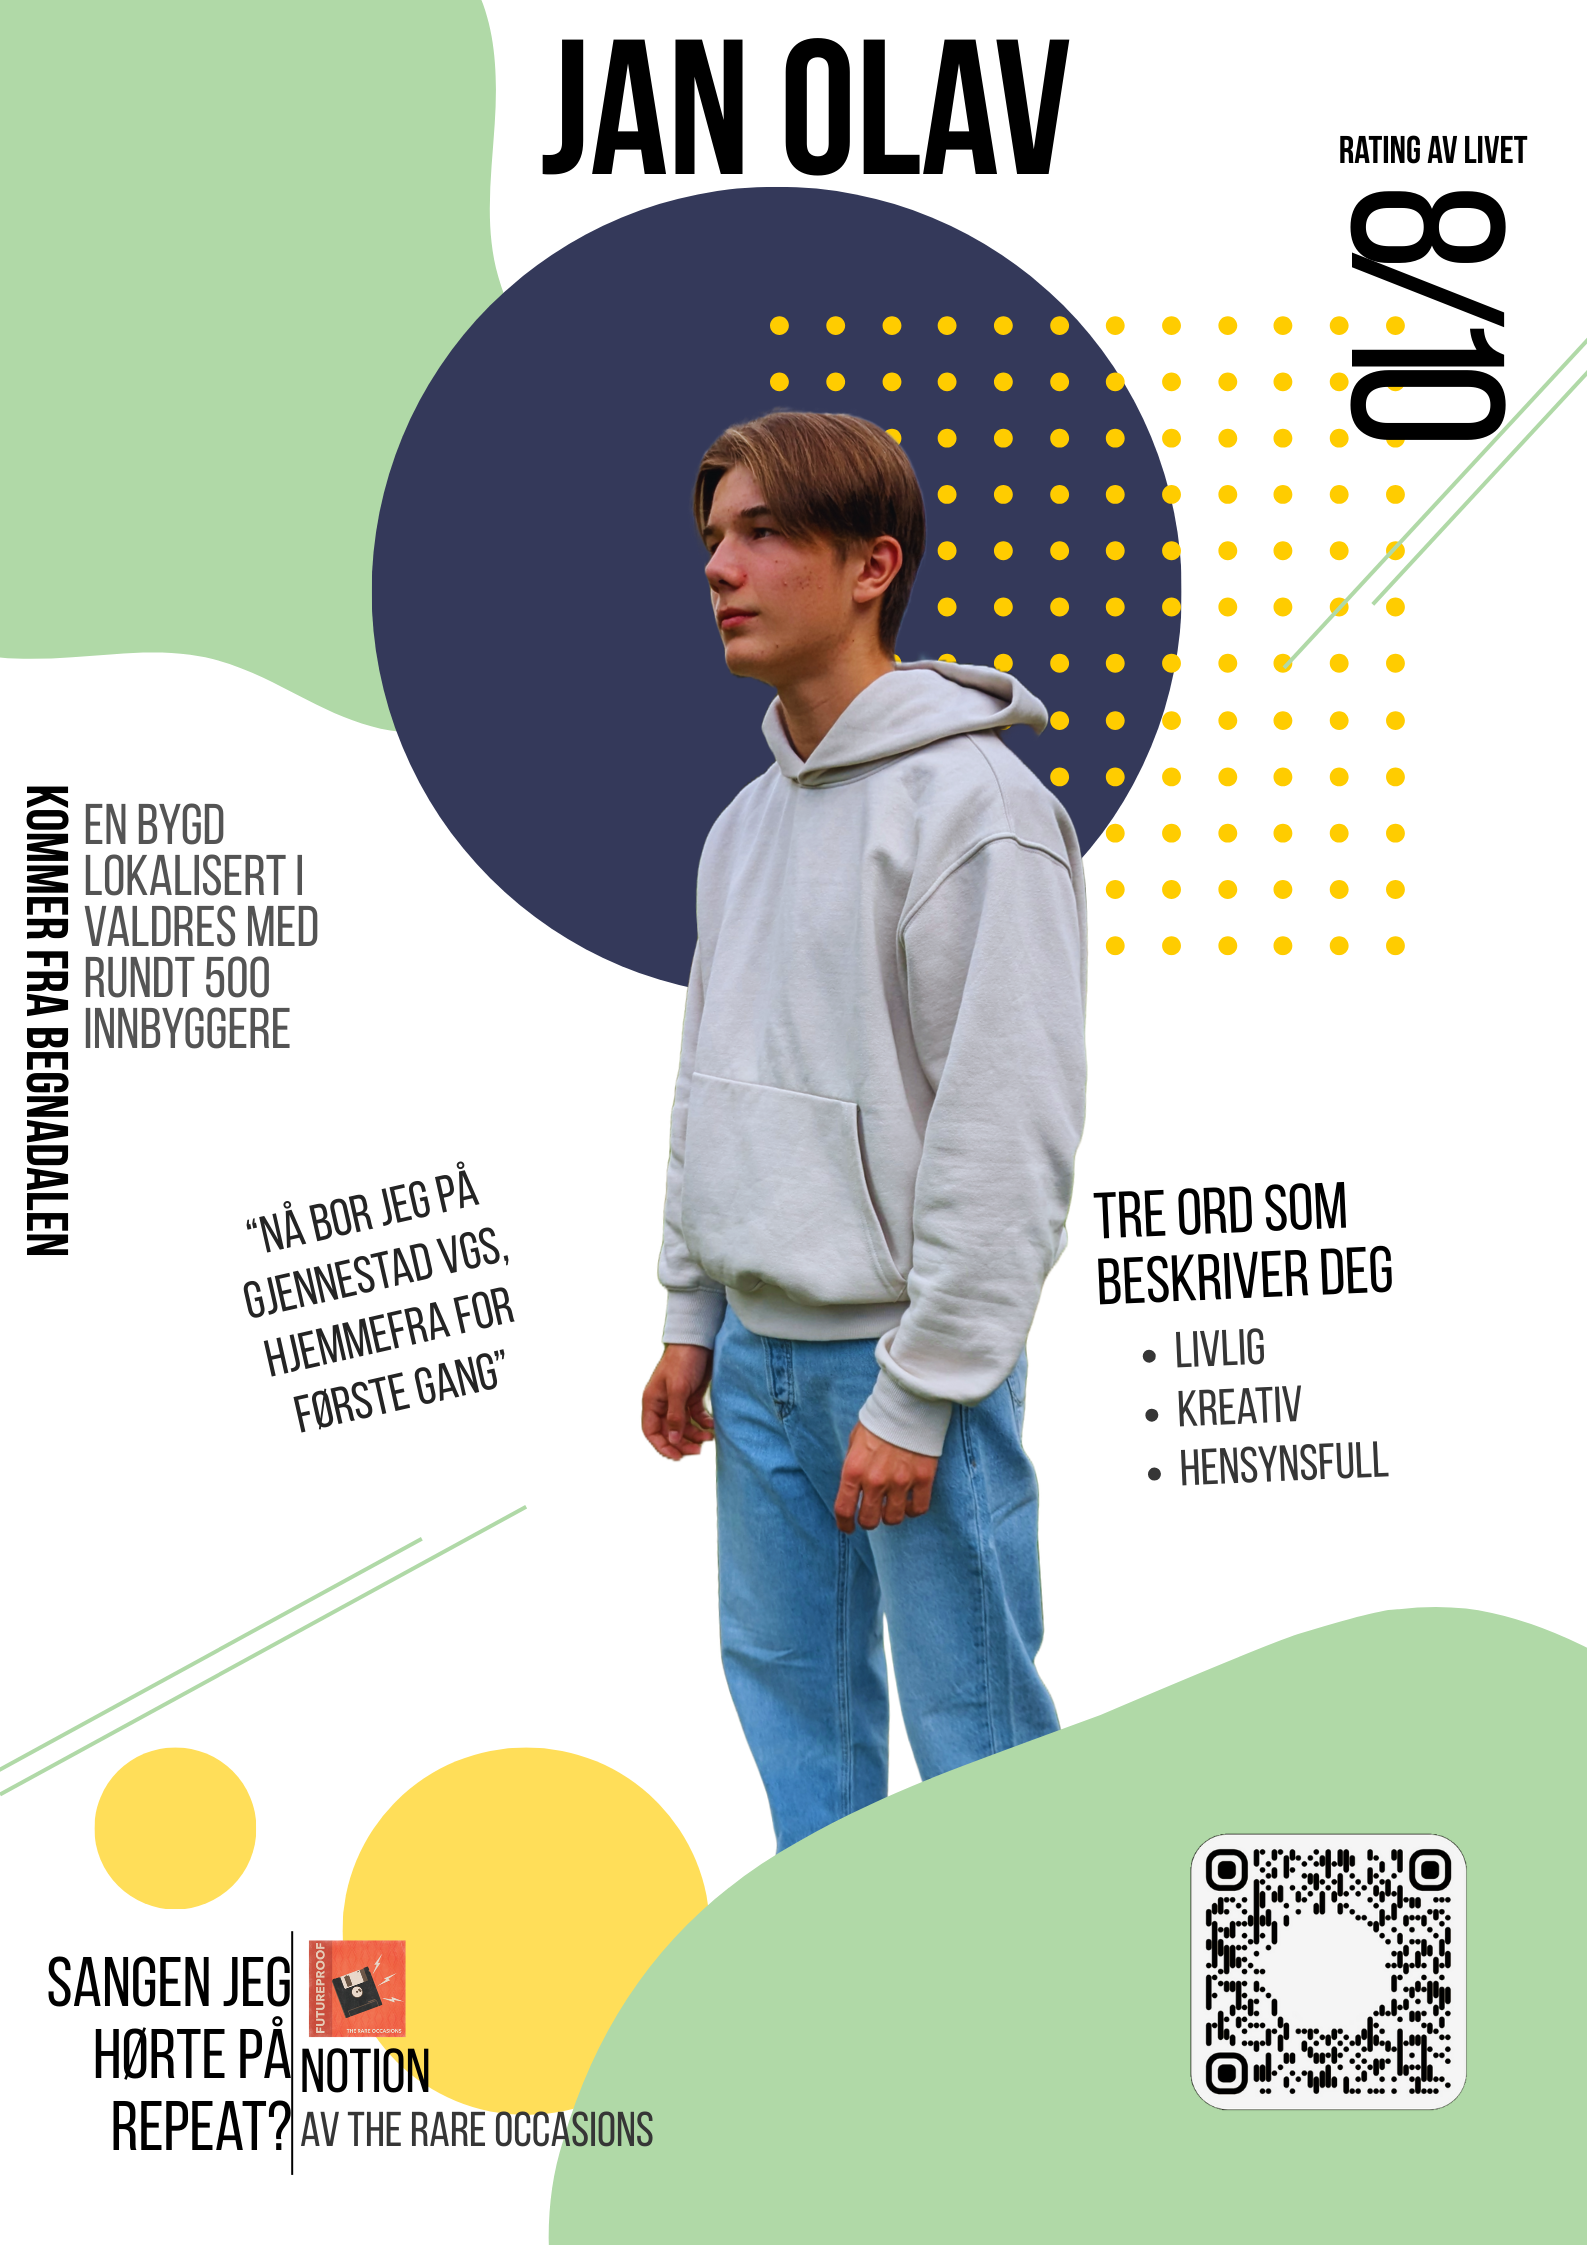 JAN OLAV
RATING AV LIVET
8/10
KOMMER FRA BEGNADALEN
EN BYGD
LOKALISERT I
VALDRES MED
RUNDT 500
INNBYGGERE
“NÅ BOR JEG PÅ
GJENNESTAD VGS,
HJEMMEFRA FOR
FØRSTE GANG”
TRE ORD SOM
BESKRIVER DEG
• LIVLIG
• KREATIV
• HENSYNSFULL
SANGEN JEG
HØRTE PÅ
REPEAT?
FUTUREPROOF
THE RARE OCCASIONS
NOTION
AV THE RARE OCCASIONS